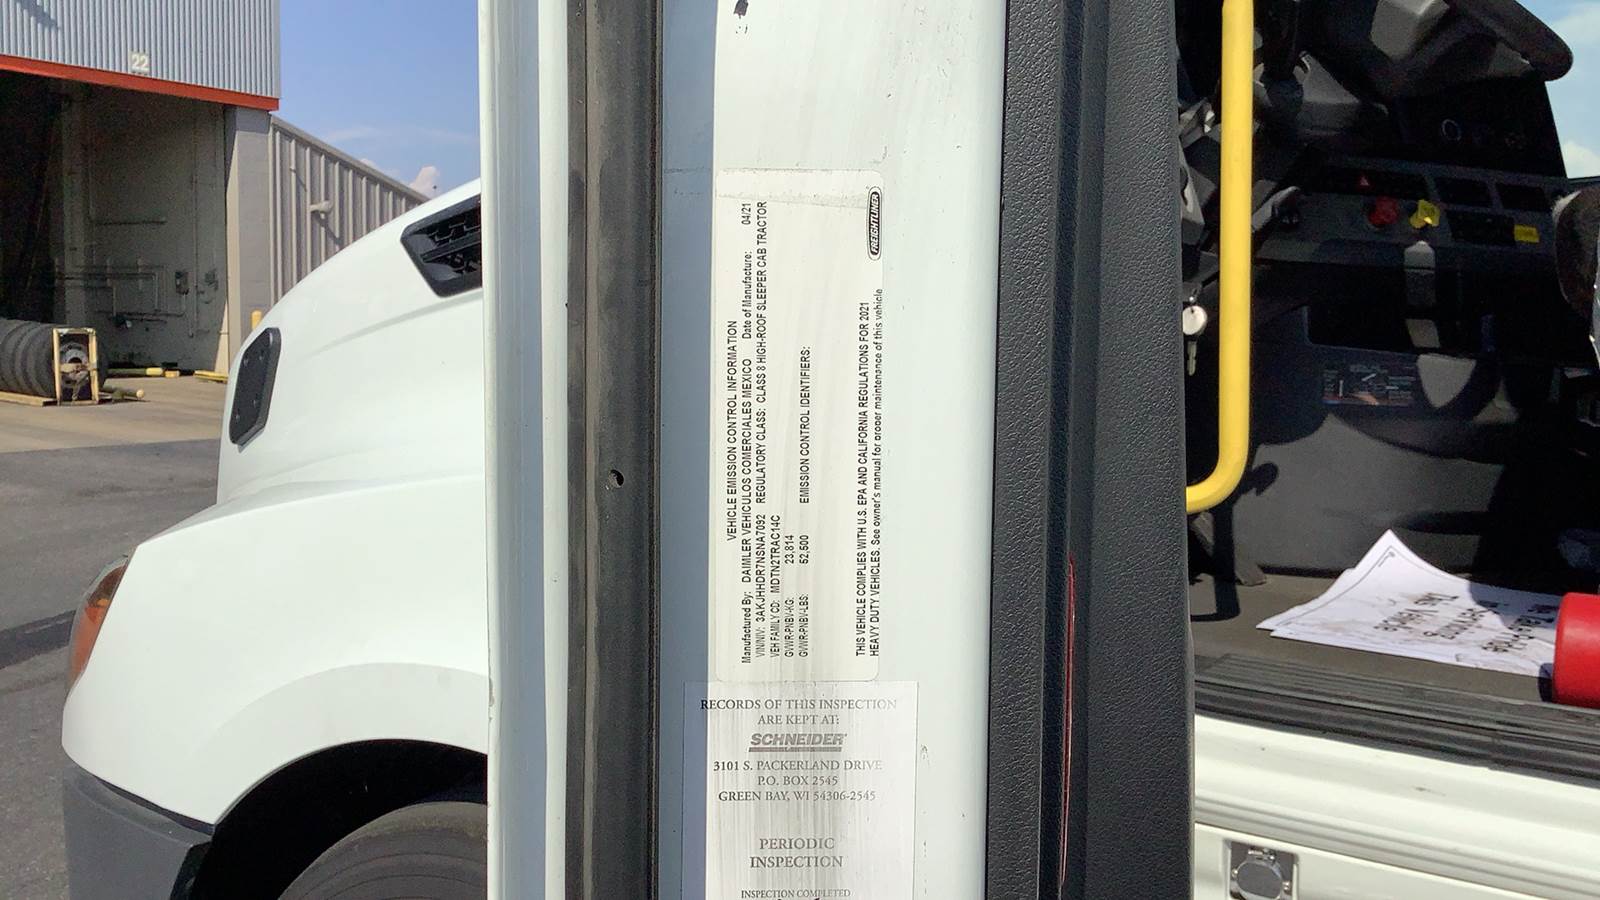 22
FREIGHTLINER
VEHICLE EMISSION CONTROL INFORMATION
Manufactured By: DAIMLER VEHICULOS COMERCIALES MEXICO Date of Manufacture: 04/21
VIN/NIV: 3AKJHHDR7NSNA7092 REGULATORY CLASS: CLASS 8 HIGH-ROOF SLEEPER CAB TRACTOR
VEH FAMILY CD: MDTN2TRAC14C
GVWR-PNBV-KG: 23,814
GVWR-PNBV-LBS: 52,500 EMISSION CONTROL IDENTIFIERS:
THIS VEHICLE COMPLIES WITH U.S. EPA AND CALIFORNIA REGULATIONS FOR 2021
HEAVY DUTY VEHICLES. See owner's manual for proper maintenance of this vehicle
RECORDS OF THIS INSPECTION
ARE KEPT AT:
SCHNEIDER
3101 S. PACKERLAND DRIVE
P.O. BOX 2545
GREEN BAY, WI 54306-2545
PERIODIC
INSPECTION
INSPECTION COMPLETED